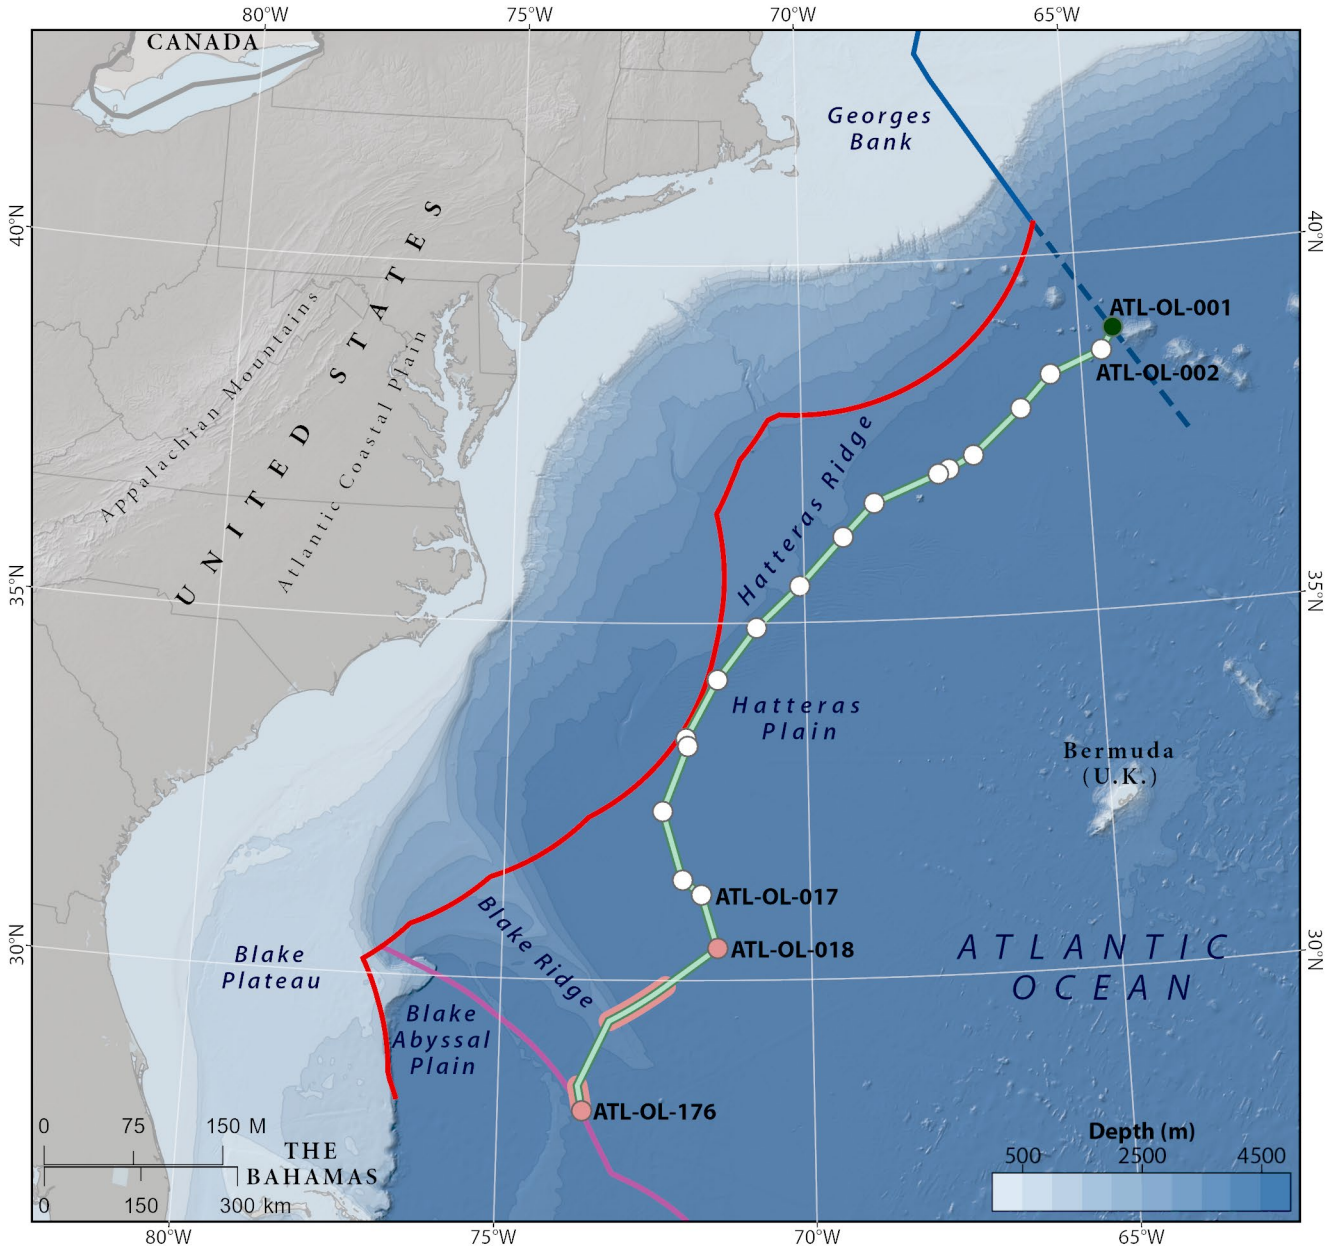 80°W 75°W 70°W 65°W
CANADA
Georges
Bank
40°N
40°N
UNITED STATES
Appalachian Mountains
Atlantic Coastal plain
ATL-OL-001
ATL-OL-002
Hatteras Ridge
35°N
35°N
Hatteras
Plain
Bermuda
(U.K.)
ATL-OL-017
Blake Ridge
30°N
Blake
Plateau
ATL-OL-018
ATLANTIC
OCEAN
30°N
Blake
Abyssal
Plain
ATL-OL-176
0 75 150 M
0 150 300 km
THE
BAHAMAS
Depth (m)
500 2500 4500
80°W 75°W 70°W 65°W